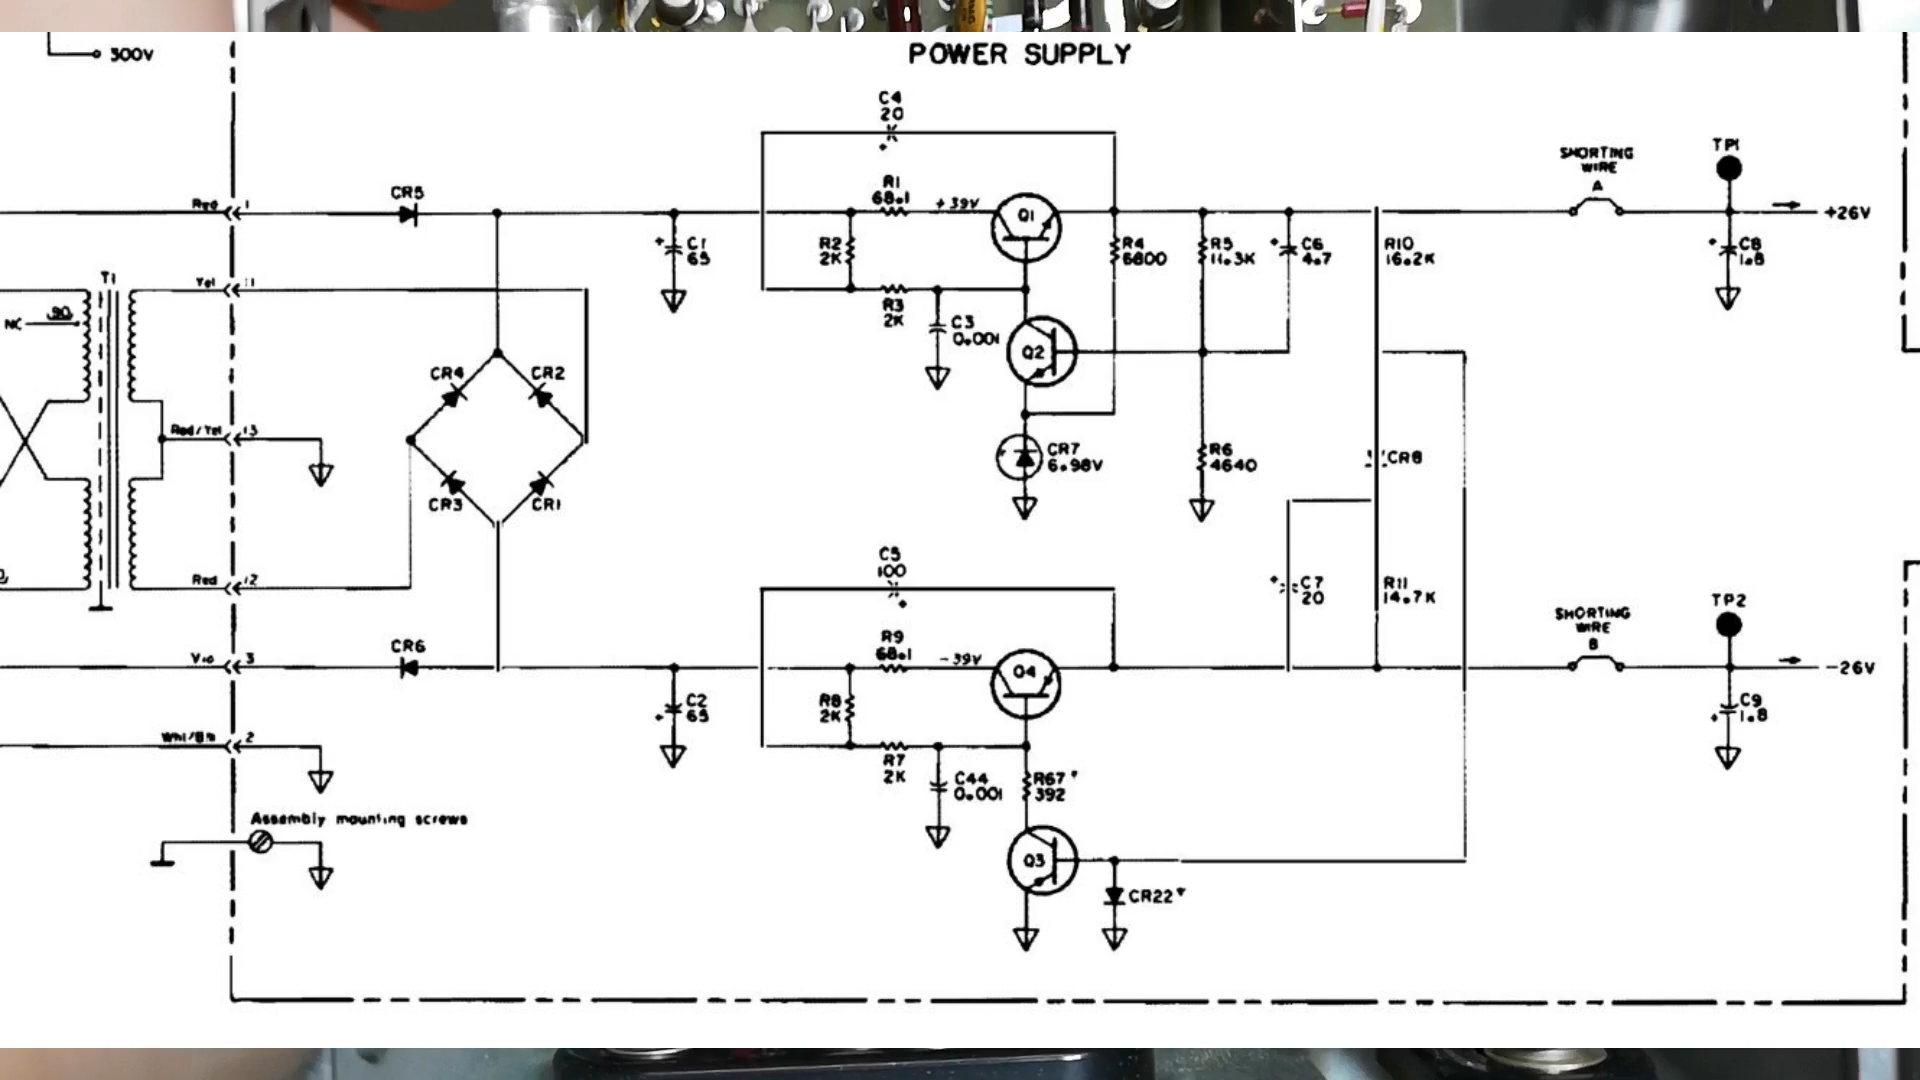 300V
POWER SUPPLY
C4
20
+
TP1
SHORTING
WIRE
A
Red
1
CR5
R1
68.1
+39V
Q1
+26V
+
C1
65
R2
2K
R4
6800
R5
11.3K
+
C6
4.7
R10
16.2K
+
C8
1.8
T1
Yel
11
NC
R3
2K
C3
0.001
Q2
CR4
CR2
Red/Yel
13
CR7
6.98V
R6
4640
CR8
CR3
CR1
C5
100
+
Red
12
+
C7
20
R11
14.7K
SHORTING
WIRE
B
TP2
Vio
3
CR6
R9
68.1
-39V
Q4
-26V
+
C2
65
R8
2K
+
C9
1.8
2
R7
2K
C44
0.001
R67*
392
Assembly mounting screws
Q3
CR22*